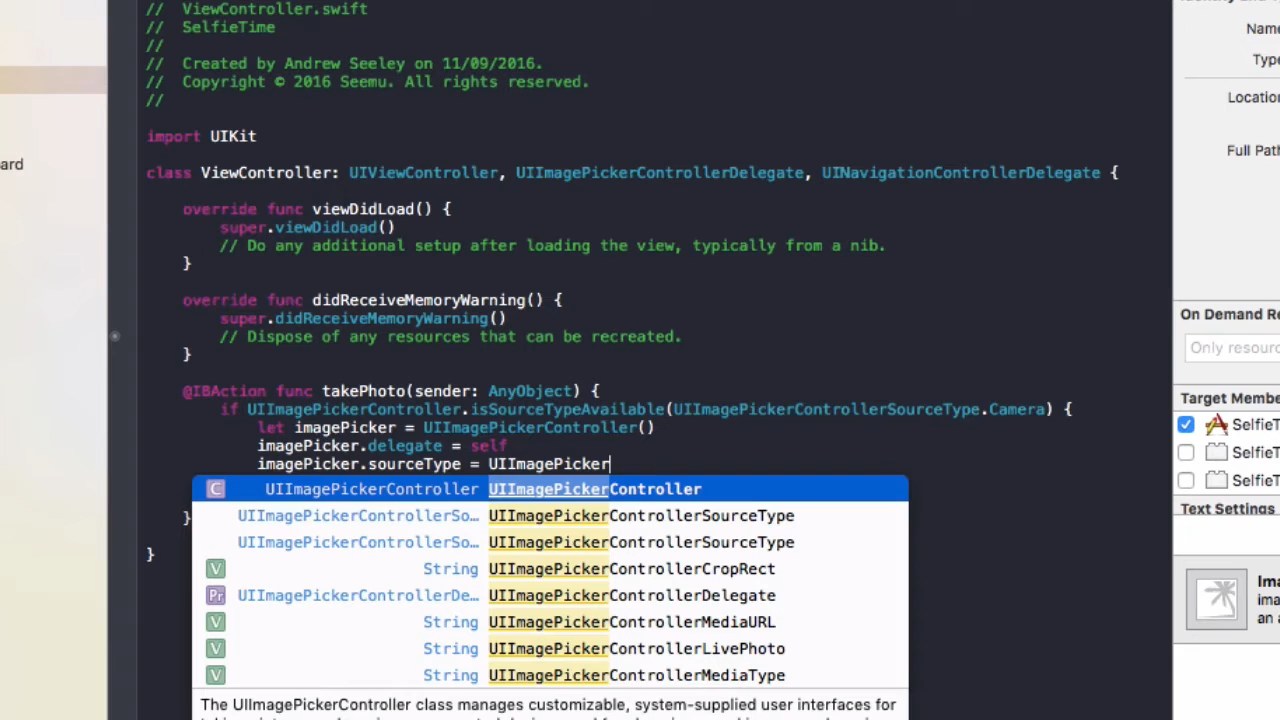 //  ViewController.swift
//  SelfieTime
//
//  Created by Andrew Seeley on 11/09/2016.
//  Copyright © 2016 Seemu. All rights reserved.
//
import UIKit
class ViewController: UIViewController, UIImagePickerControllerDelegate, UINavigationControllerDelegate {
override func viewDidLoad() {
super.viewDidLoad()
// Do any additional setup after loading the view, typically from a nib.
}
override func didReceiveMemoryWarning() {
super.didReceiveMemoryWarning()
// Dispose of any resources that can be recreated.
}
@IBAction func takePhoto(sender: AnyObject) {
if UIImagePickerController.isSourceTypeAvailable(UIImagePickerControllerSourceType.Camera) {
let imagePicker = UIImagePickerController()
imagePicker.delegate = self
imagePicker.sourceType = UIImagePicker
C UIImagePickerController UIImagePickerController
UIImagePickerControllerSo… UIImagePickerControllerSourceType
UIImagePickerControllerSo… UIImagePickerControllerSourceType
V String UIImagePickerControllerCropRect
Pr UIImagePickerControllerDe… UIImagePickerControllerDelegate
V String UIImagePickerControllerMediaURL
V String UIImagePickerControllerLivePhoto
V String UIImagePickerControllerMediaType
The UIImagePickerController class manages customizable, system-supplied user interfaces for
}
}
ard
Name
Type
Location
Full Path
On Demand Re
Only resourc
Target Membe
SelfieT
SelfieT
SelfieT
Text Settings
Ima
ima
an a